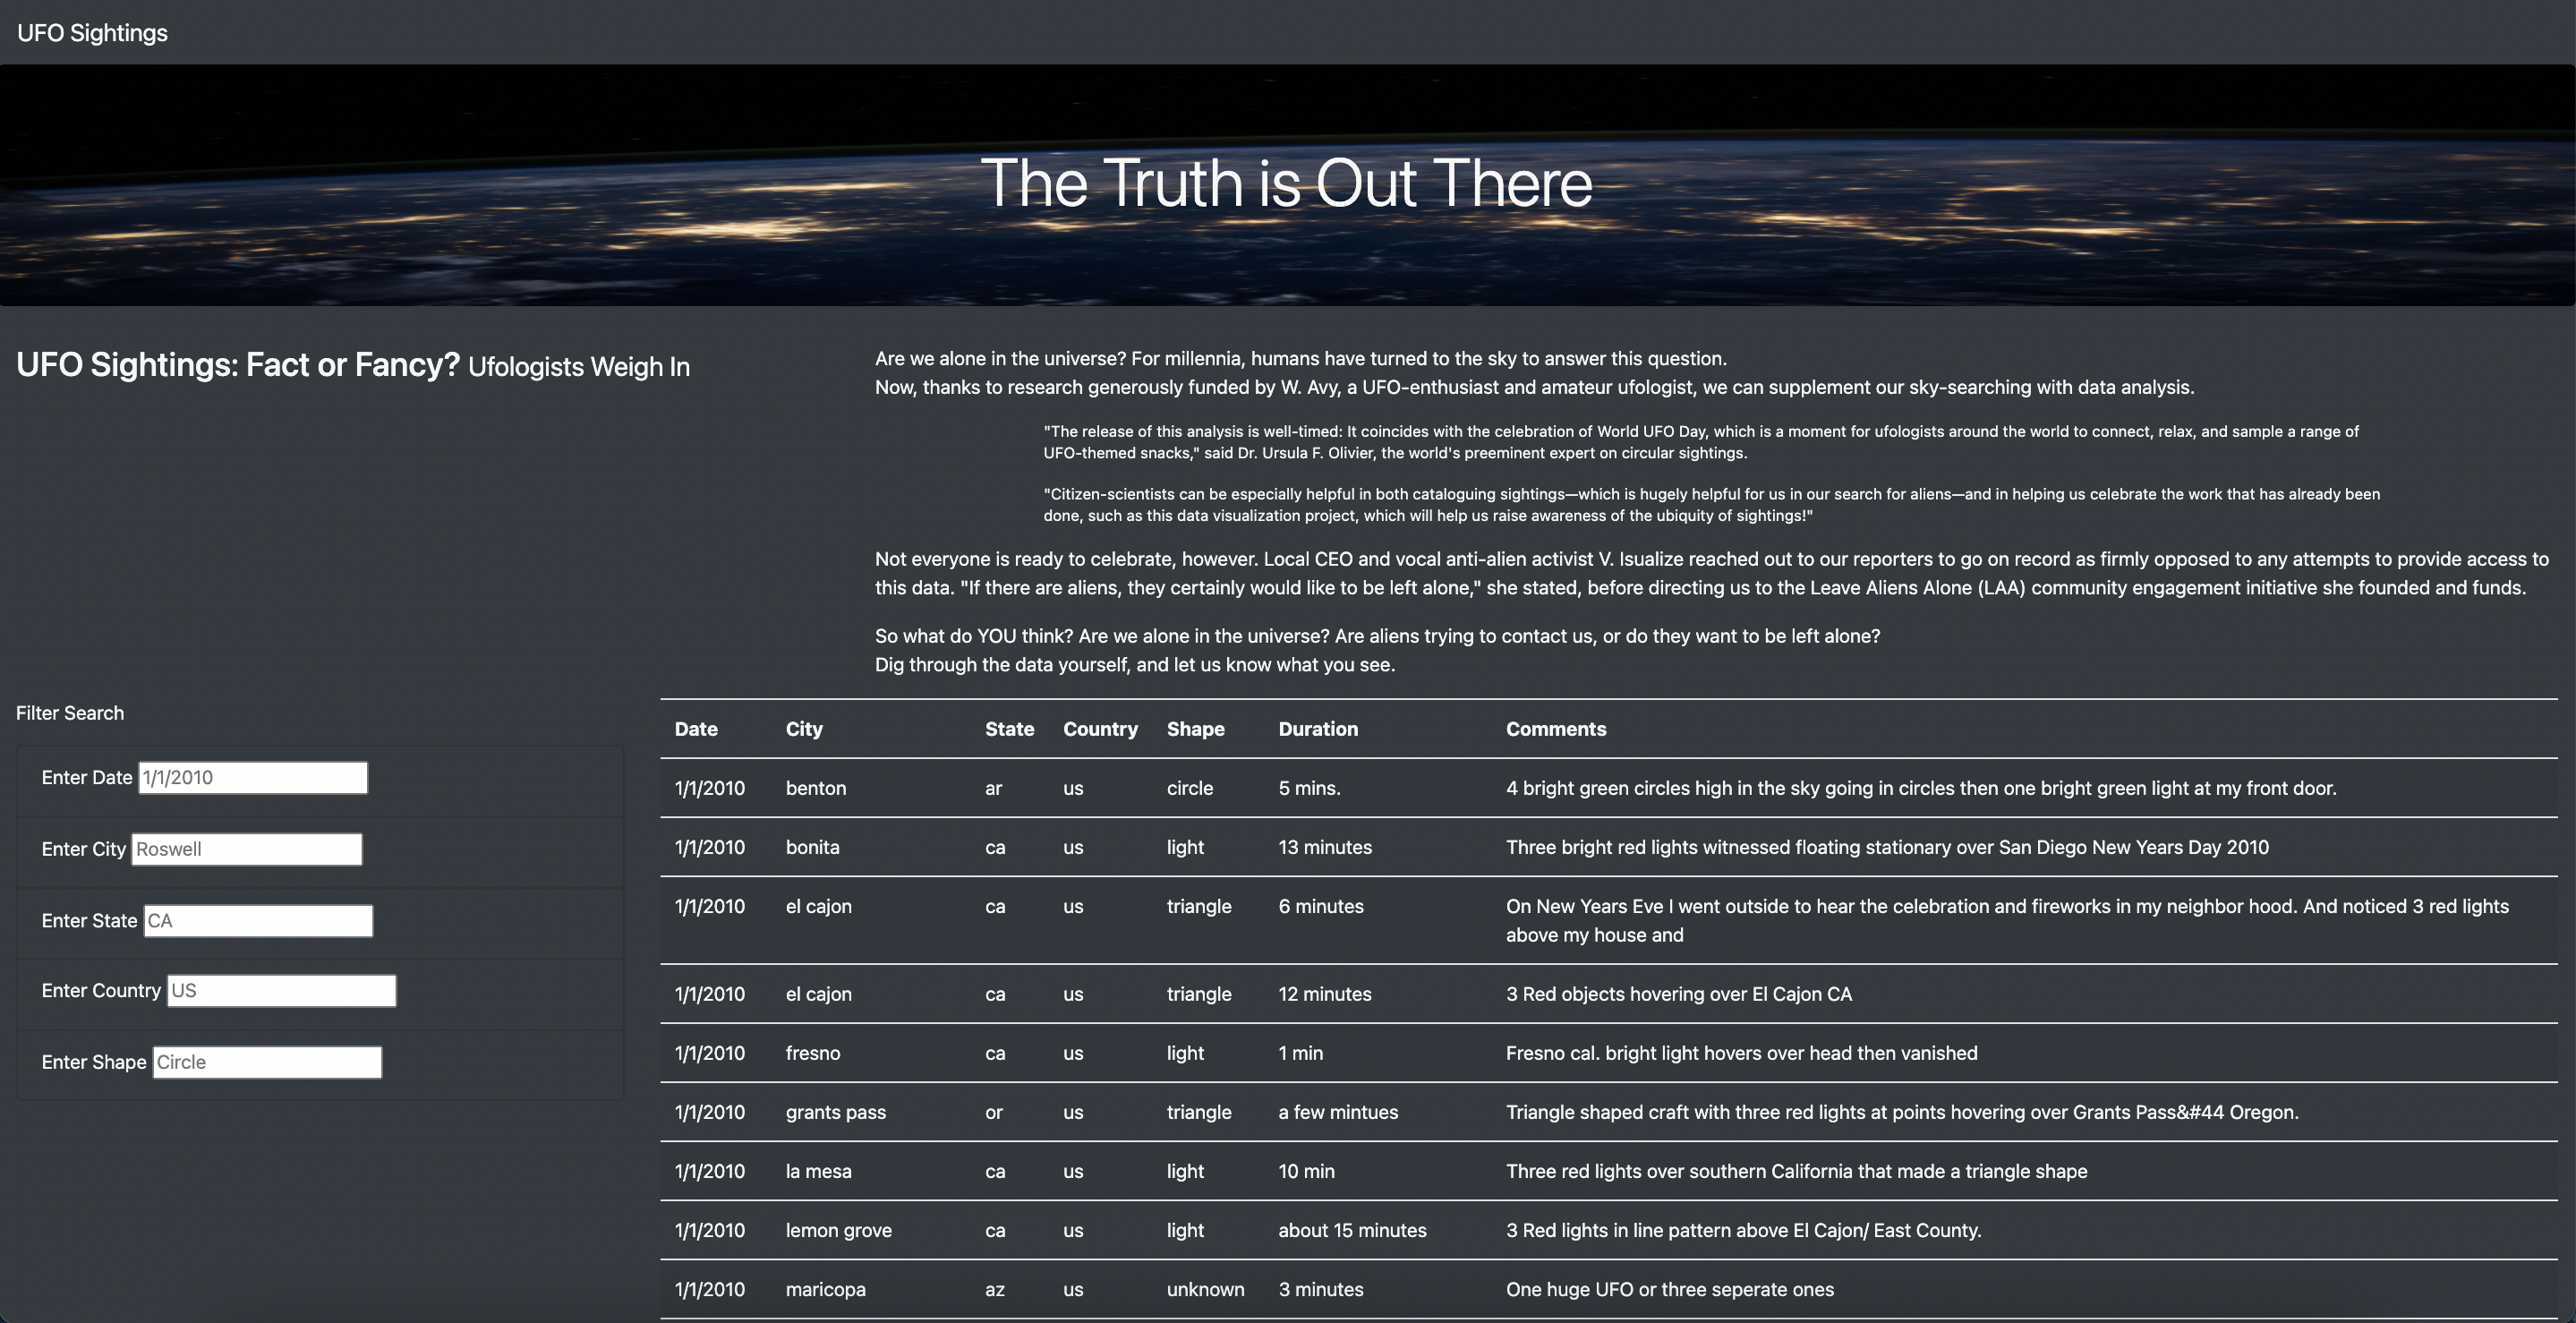 UFO Sightings
The Truth is Out There
UFO Sightings: Fact or Fancy? Ufologists Weigh In
Are we alone in the universe? For millennia, humans have turned to the sky to answer this question.
Now, thanks to research generously funded by W. Avy, a UFO-enthusiast and amateur ufologist, we can supplement our sky-searching with data analysis.
"The release of this analysis is well-timed: It coincides with the celebration of World UFO Day, which is a moment for ufologists around the world to connect, relax, and sample a range of
UFO-themed snacks," said Dr. Ursula F. Olivier, the world's preeminent expert on circular sightings.
"Citizen-scientists can be especially helpful in both cataloguing sightings—which is hugely helpful for us in our search for aliens—and in helping us celebrate the work that has already been
done, such as this data visualization project, which will help us raise awareness of the ubiquity of sightings!"
Not everyone is ready to celebrate, however. Local CEO and vocal anti-alien activist V. Isualize reached out to our reporters to go on record as firmly opposed to any attempts to provide access to
this data. "If there are aliens, they certainly would like to be left alone," she stated, before directing us to the Leave Aliens Alone (LAA) community engagement initiative she founded and funds.
So what do YOU think? Are we alone in the universe? Are aliens trying to contact us, or do they want to be left alone?
Dig through the data yourself, and let us know what you see.
Filter Search
Enter Date 1/1/2010
Enter City Roswell
Enter State CA
Enter Country US
Enter Shape Circle
Date City State Country Shape Duration Comments
1/1/2010 benton ar us circle 5 mins. 4 bright green circles high in the sky going in circles then one bright green light at my front door.
1/1/2010 bonita ca us light 13 minutes Three bright red lights witnessed floating stationary over San Diego New Years Day 2010
1/1/2010 el cajon ca us triangle 6 minutes On New Years Eve I went outside to hear the celebration and fireworks in my neighbor hood. And noticed 3 red lights
above my house and
1/1/2010 el cajon ca us triangle 12 minutes 3 Red objects hovering over El Cajon CA
1/1/2010 fresno ca us light 1 min Fresno cal. bright light hovers over head then vanished
1/1/2010 grants pass or us triangle a few mintues Triangle shaped craft with three red lights at points hovering over Grants Pass&#44 Oregon.
1/1/2010 la mesa ca us light 10 min Three red lights over southern California that made a triangle shape
1/1/2010 lemon grove ca us light about 15 minutes 3 Red lights in line pattern above El Cajon/ East County.
1/1/2010 maricopa az us unknown 3 minutes One huge UFO or three seperate ones